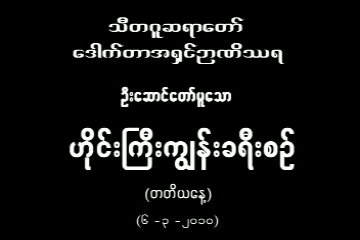 သီတဂူဆရာတော်
ဒေါက်တာအရှင်ဉာဏိဿရ
ဦးဆောင်တော်မူသော
ဟိုင်းကြီးကျွန်းခရီးစဉ်
(တတိယနေ့)
(၆ -၃ -၂၀၁၀)